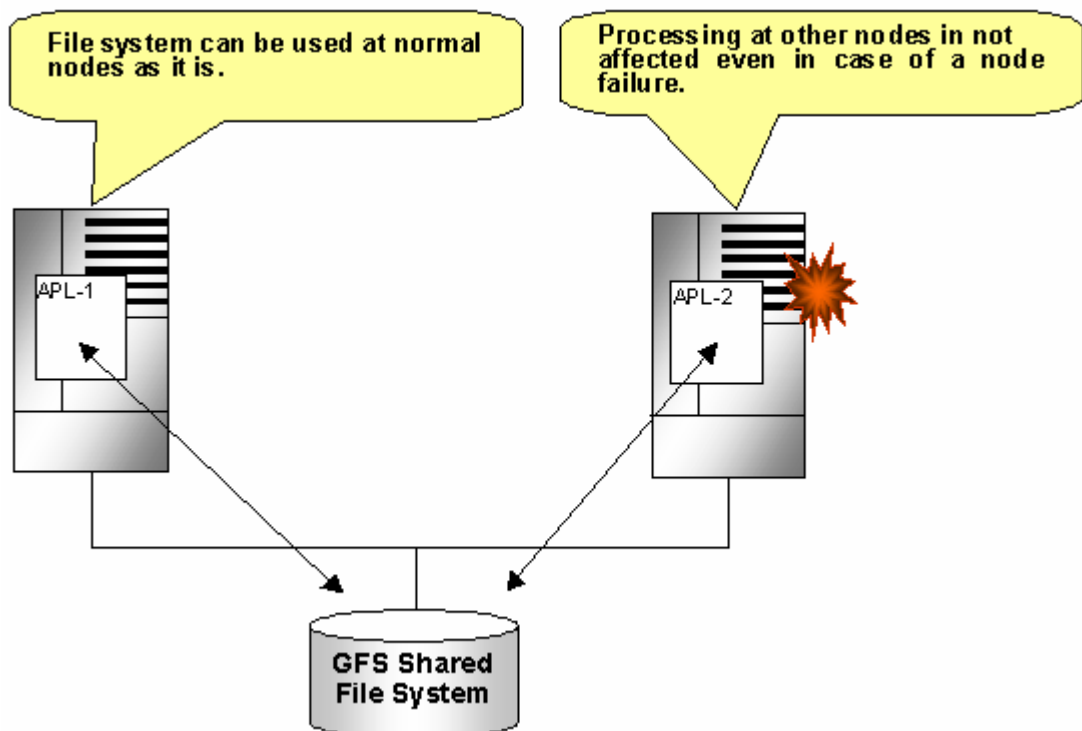 File system can be used at normal
nodes as it is.
Processing at other nodes in not
affected even in case of a node
failure.
APL-1
APL-2
GFS Shared
File System